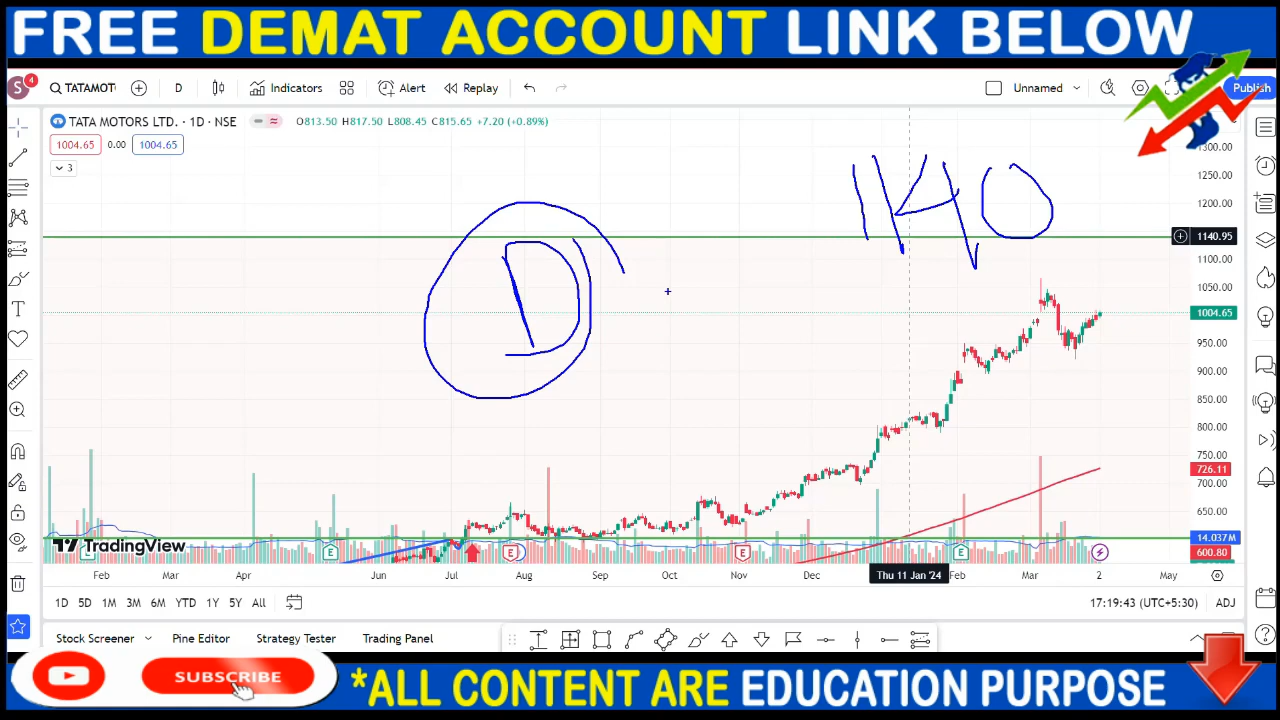 FREE DEMAT ACCOUNT LINK BELOW
S 4 TATAMOT D Indicators Alert Replay Unnamed Publish
TATA MOTORS LTD. · 1D · NSE O813.50 H817.50 L808.45 C815.65 +7.20 (+0.89%)
1004.65 0.00 1004.65
3
1140
D
1300.00
1250.00
1200.00
1140.95
1100.00
1050.00
1004.65
950.00
900.00
850.00
800.00
750.00
726.11
700.00
650.00
14.037M
600.80
TradingView
E E E E
Feb Mar Apr Jun Jul Aug Sep Oct Nov Dec Thu 11 Jan '24 Feb Mar 2 May
1D 5D 1M 3M 6M YTD 1Y 5Y All 17:19:43 (UTC+5:30) ADJ
Stock Screener Pine Editor Strategy Tester Trading Panel
SUBSCRIBE
*ALL CONTENT ARE EDUCATION PURPOSE